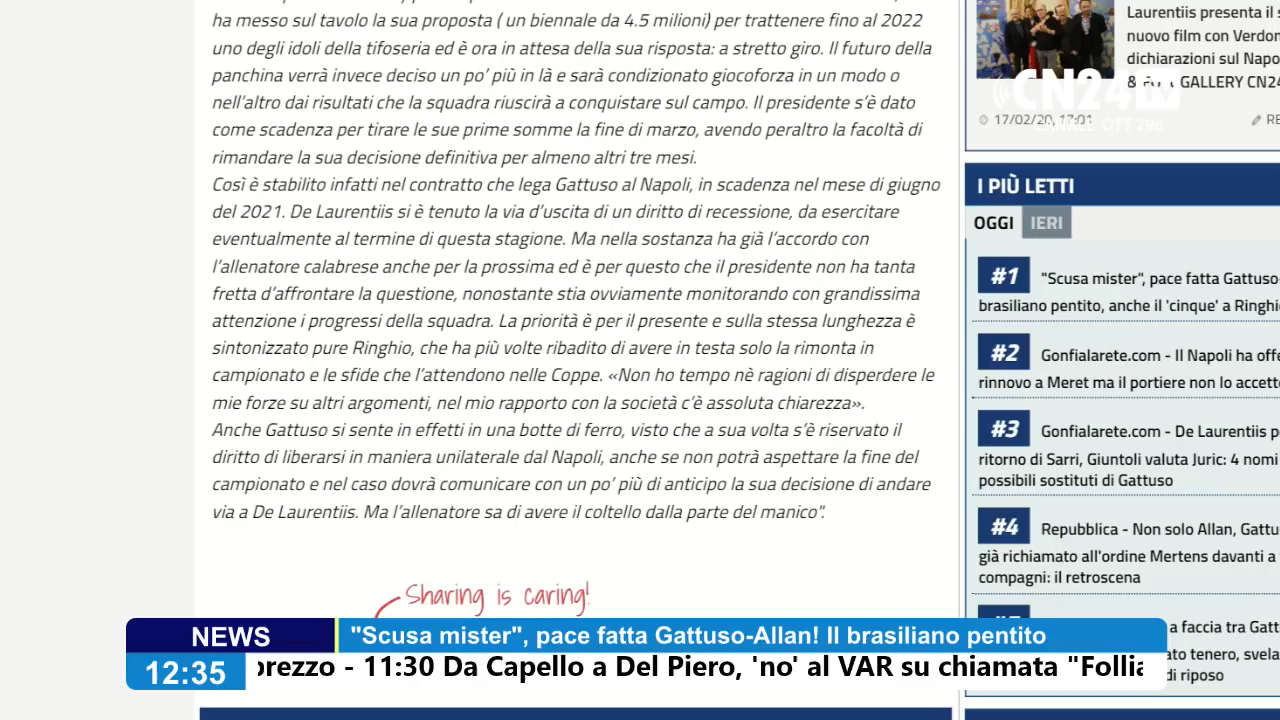 ha messo sul tavolo la sua proposta ( un biennale da 4.5 milioni) per trattenere fino al 2022
uno degli idoli della tifoseria ed è ora in attesa della sua risposta: a stretto giro. Il futuro della
panchina verrà invece deciso un po’ più in là e sarà condizionato giocoforza in un modo o
nell’altro dai risultati che la squadra riuscirà a conquistare sul campo. Il presidente s’è dato
come scadenza per tirare le sue prime somme la fine di marzo, avendo peraltro la facoltà di
rimandare la sua decisione definitiva per almeno altri tre mesi.
Così è stabilito infatti nel contratto che lega Gattuso al Napoli, in scadenza nel mese di giugno
del 2021. De Laurentiis si è tenuto la via d’uscita di un diritto di recessione, da esercitare
eventualmente al termine di questa stagione. Ma nella sostanza ha già l’accordo con
l’allenatore calabrese anche per la prossima ed è per questo che il presidente non ha tanta
fretta d’affrontare la questione, nonostante stia ovviamente monitorando con grandissima
attenzione i progressi della squadra. La priorità è per il presente e sulla stessa lunghezza è
sintonizzato pure Ringhio, che ha più volte ribadito di avere in testa solo la rimonta in
campionato e le sfide che l’attendono nelle Coppe. «Non ho tempo nè ragioni di disperdere le
mie forze su altri argomenti, nel mio rapporto con la società c’è assoluta chiarezza».
Anche Gattuso si sente in effetti in una botte di ferro, visto che a sua volta s’è riservato il
diritto di liberarsi in maniera unilaterale dal Napoli, anche se non potrà aspettare la fine del
campionato e nel caso dovrà comunicare con un po’ più di anticipo la sua decisione di andare
via a De Laurentiis. Ma l’allenatore sa di avere il coltello dalla parte del manico".
Sharing is caring!
Laurentiis presenta il s
nuovo film con Verdon
dichiarazioni sul Napo
& GALLERY CN24
CN24TV
CANALE DTT 296
17/02/20, 17:01
RE
I PIÙ LETTI
OGGI IERI
#1 "Scusa mister", pace fatta Gattuso-
brasiliano pentito, anche il 'cinque' a Ringhi
#2 Gonfialarete.com - Il Napoli ha offe
rinnovo a Meret ma il portiere non lo accett
#3 Gonfialarete.com - De Laurentiis p
ritorno di Sarri, Giuntoli valuta Juric: 4 nomi
possibili sostituti di Gattuso
#4 Repubblica - Non solo Allan, Gattu
già richiamato all'ordine Mertens davanti a
compagni: il retroscena
a faccia tra Gatt
ato tenero, svela
di riposo
NEWS "Scusa mister", pace fatta Gattuso-Allan! Il brasiliano pentito
12:35 prezzo - 11:30 Da Capello a Del Piero, 'no' al VAR su chiamata "Follia